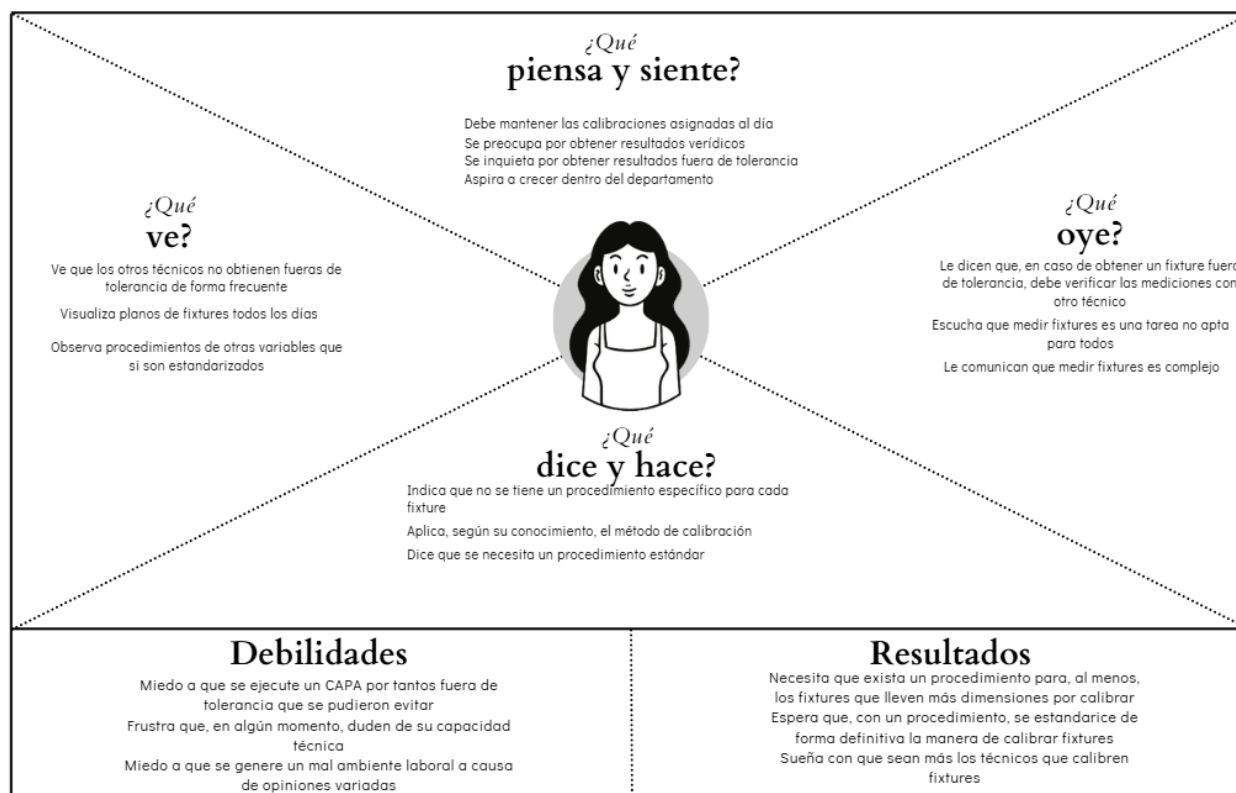 ¿Qué
piensa y siente?
Debe mantener las calibraciones asignadas al día
Se preocupa por obtener resultados verídicos
Se inquieta por obtener resultados fuera de tolerancia
Aspira a crecer dentro del departamento
¿Qué
ve?
Ve que los otros técnicos no obtienen fueras de
tolerancia de forma frecuente
Visualiza planos de fixtures todos los días
Observa procedimientos de otras variables que
si son estandarizados
¿Qué
oye?
Le dicen que, en caso de obtener un fixture fuera
de tolerancia, debe verificar las mediciones con
otro técnico
Escucha que medir fixtures es una tarea no apta
para todos
Le comunican que medir fixtures es complejo
¿Qué
dice y hace?
Indica que no se tiene un procedimiento específico para cada
fixture
Aplica, según su conocimiento, el método de calibración
Dice que se necesita un procedimiento estándar
Debilidades
Miedo a que se ejecute un CAPA por tantos fuera de
tolerancia que se pudieron evitar
Frustra que, en algún momento, duden de su capacidad
técnica
Miedo a que se genere un mal ambiente laboral a causa
de opiniones variadas
Resultados
Necesita que exista un procedimiento para, al menos,
los fixtures que lleven más dimensiones por calibrar
Espera que, con un procedimiento, se estandarice de
forma definitiva la manera de calibrar fixtures
Sueña con que sean más los técnicos que calibren
fixtures